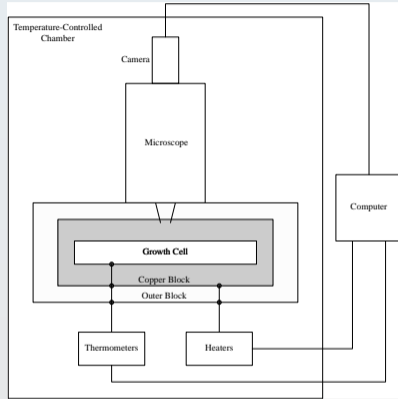 Temperature-Controlled
Chamber
Camera
Microscope
Computer
Growth Cell
Copper Block
Outer Block
Thermometers
Heaters